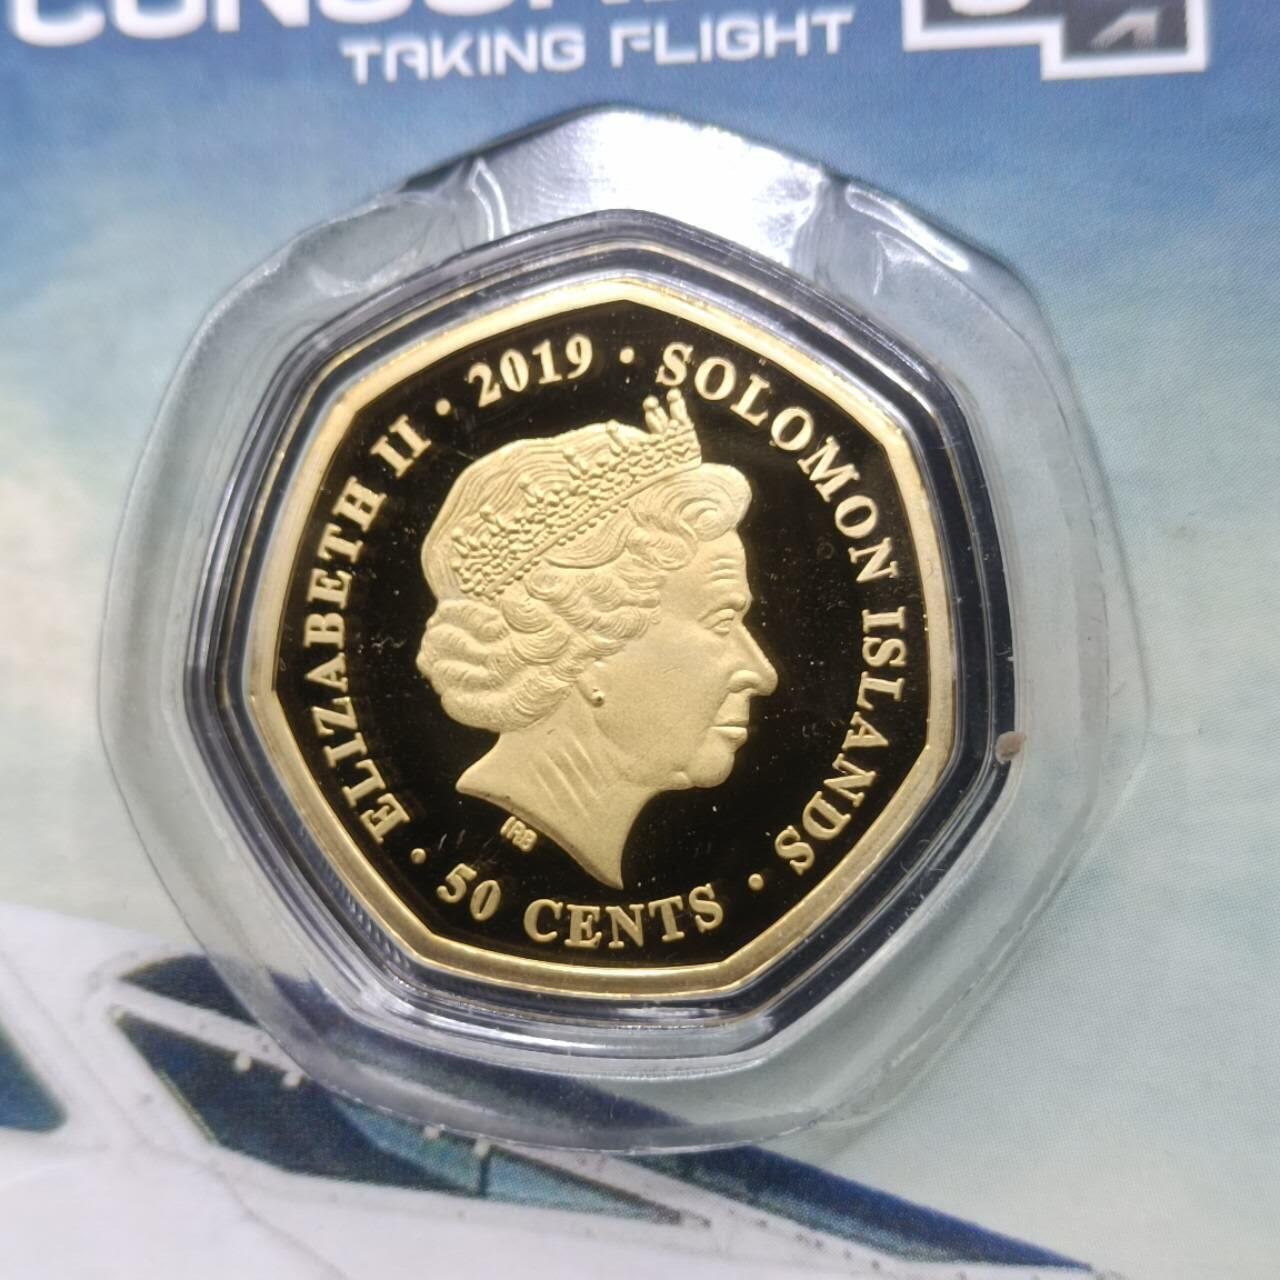 TAKING FLIGHT
ELIZABETH II · 2019 · SOLOMON ISLANDS · 50 CENTS ·
IRB